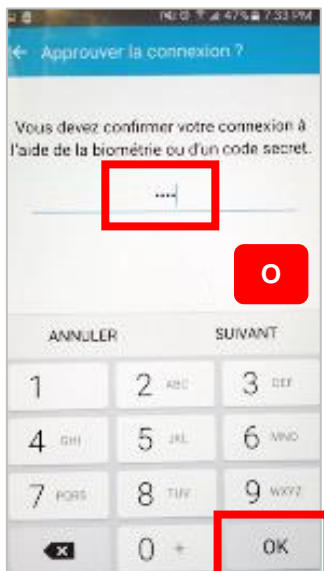 47% 7:33 PM
← Approuver la connexion ?
Vous devez confirmer votre connexion à
l'aide de la biométrie ou d'un code secret.
....
O
ANNULER SUIVANT
1 2 ABC 3 DEF
4 GHI 5 JKL 6 MNO
7 PQRS 8 TUV 9 WXYZ
0 + OK